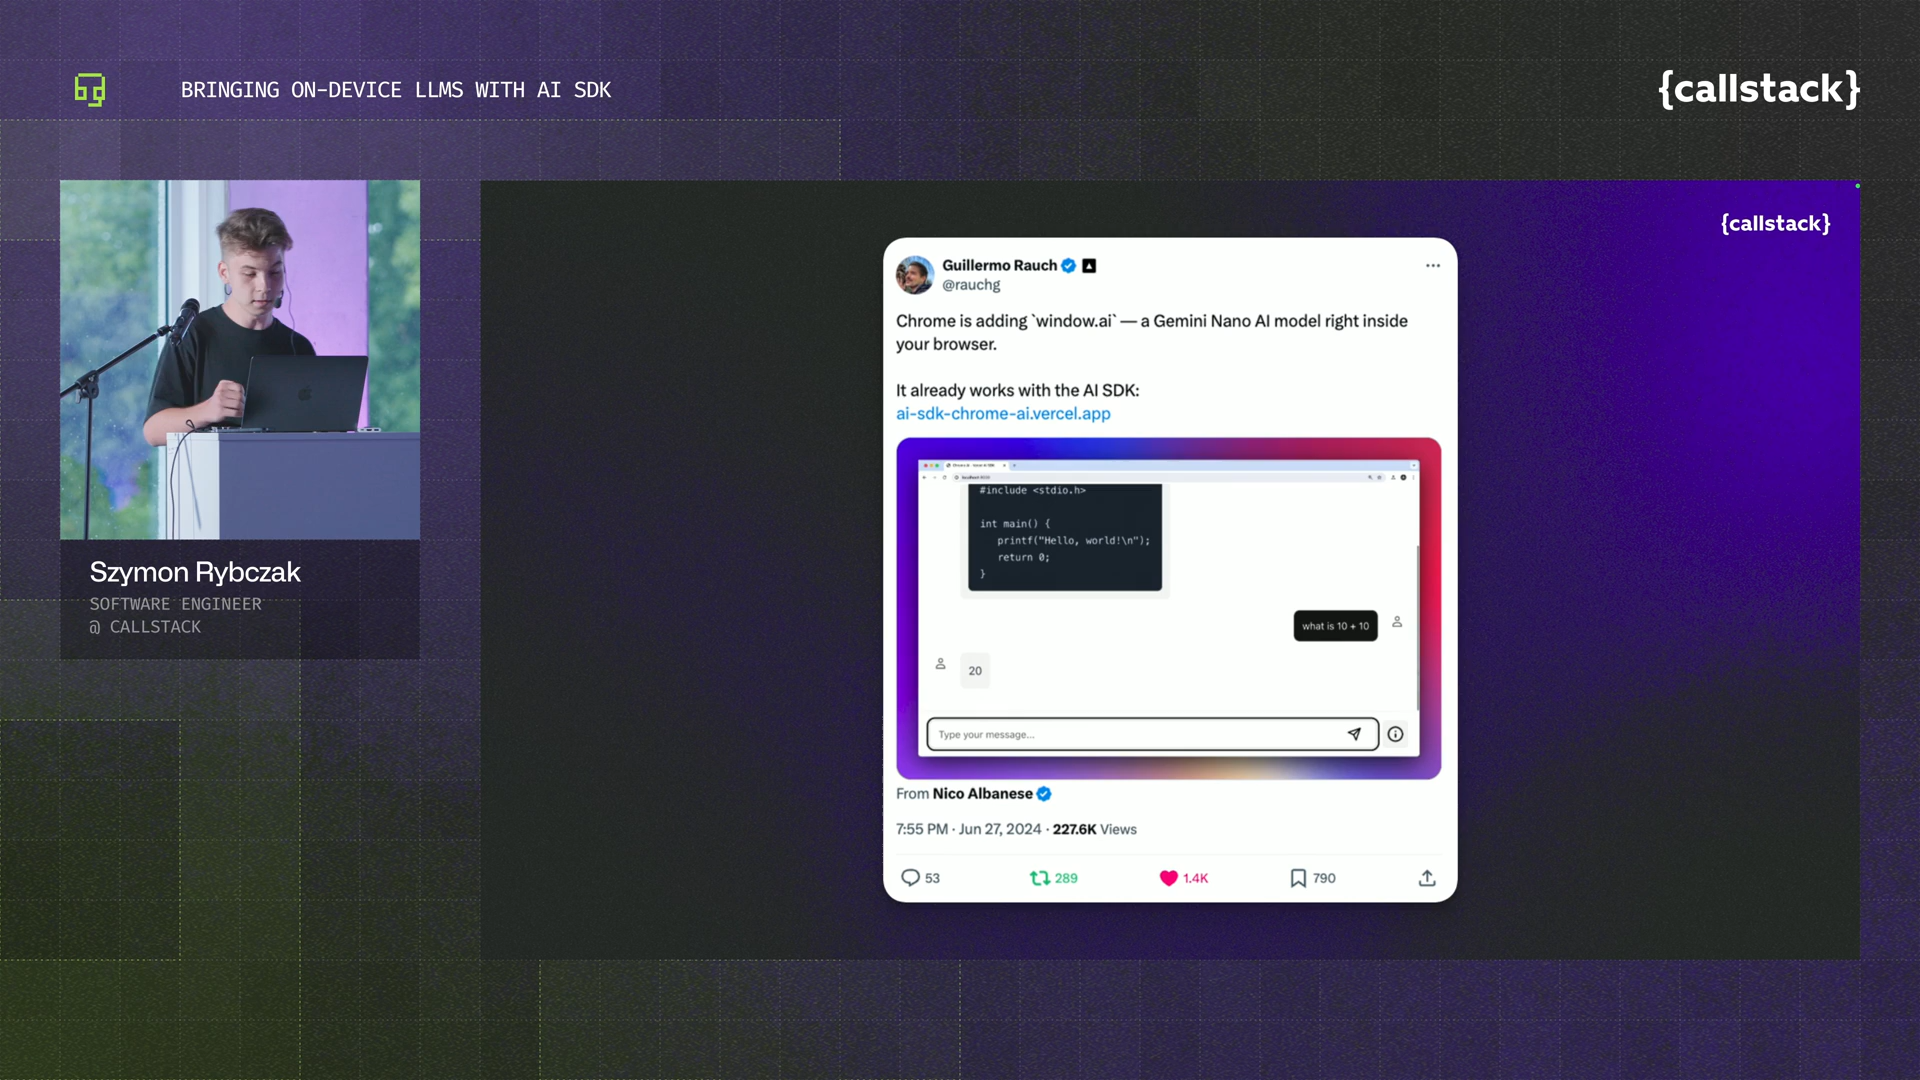 BRINGING ON-DEVICE LLMS WITH AI SDK
{callstack}
{callstack}
Guillermo Rauch
@rauchg
Chrome is adding `window.ai` — a Gemini Nano AI model right inside
your browser.
It already works with the AI SDK:
ai-sdk-chrome-ai.vercel.app
#include <stdio.h>
int main() {
printf("Hello, world!\n");
return 0;
}
what is 10 + 10
20
Type your message...
From Nico Albanese
7:55 PM · Jun 27, 2024 · 227.6K Views
53
289
1.4K
790
Szymon Rybczak
SOFTWARE ENGINEER
@ CALLSTACK